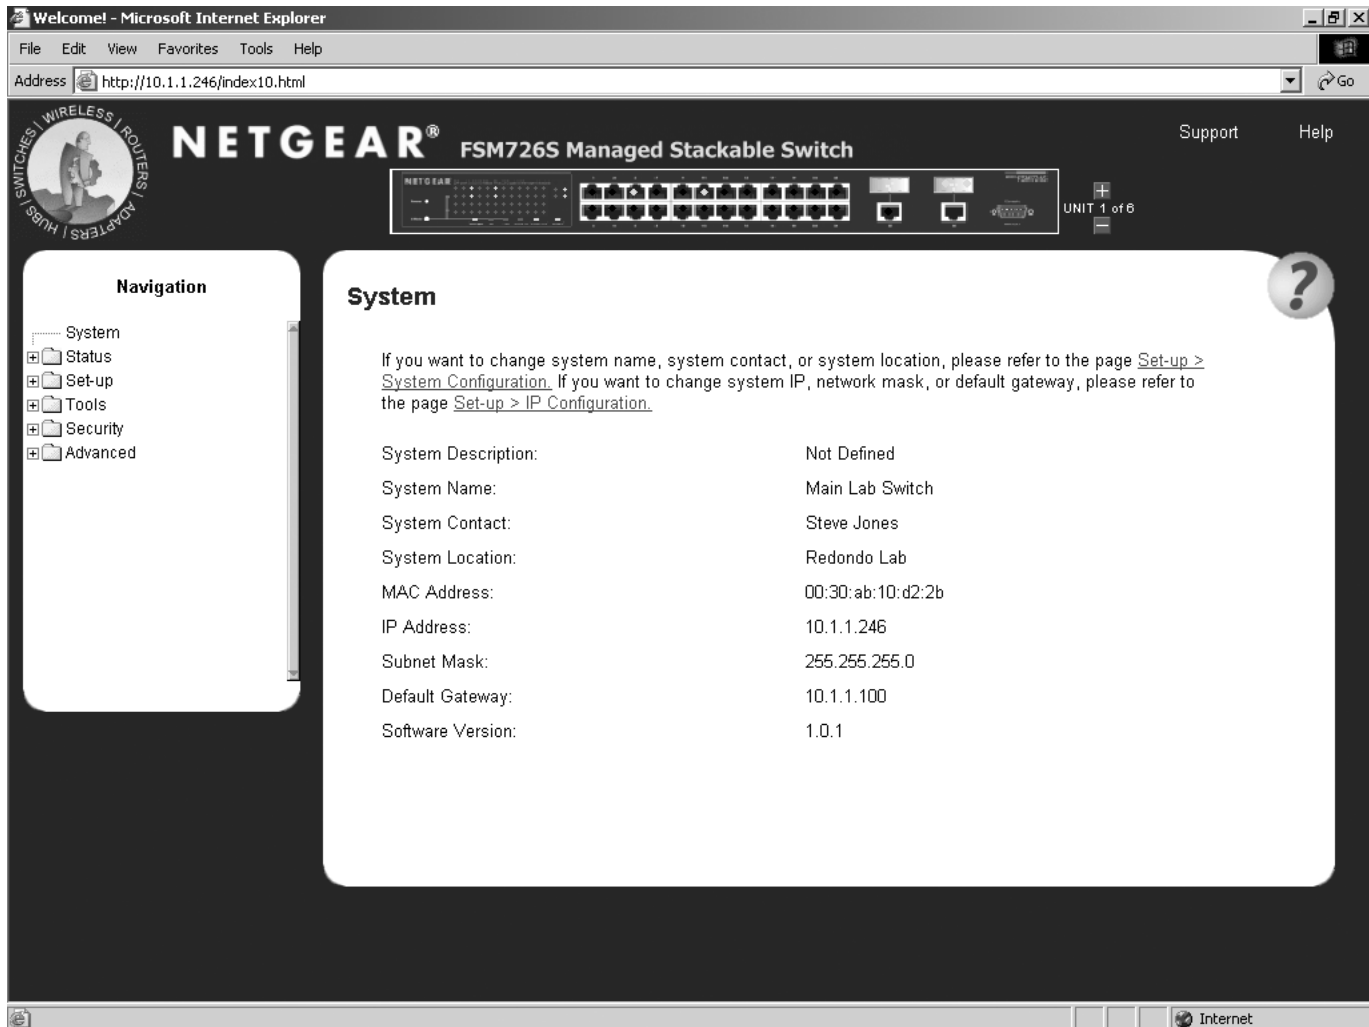 Welcome! - Microsoft Internet Explorer
File Edit View Favorites Tools Help
Address http://10.1.1.246/index10.html Go
SWITCHES | WIRELESS | ROUTERS | ADAPTERS | HUBS |
NETGEAR® FSM726S Managed Stackable Switch
Support Help
NETGEAR
UNIT 1 of 6
Navigation
System
Status
Set-up
Tools
Security
Advanced
System
?
If you want to change system name, system contact, or system location, please refer to the page Set-up >
System Configuration. If you want to change system IP, network mask, or default gateway, please refer to
the page Set-up > IP Configuration.
System Description: Not Defined
System Name: Main Lab Switch
System Contact: Steve Jones
System Location: Redondo Lab
MAC Address: 00:30:ab:10:d2:2b
IP Address: 10.1.1.246
Subnet Mask: 255.255.255.0
Default Gateway: 10.1.1.100
Software Version: 1.0.1
Internet